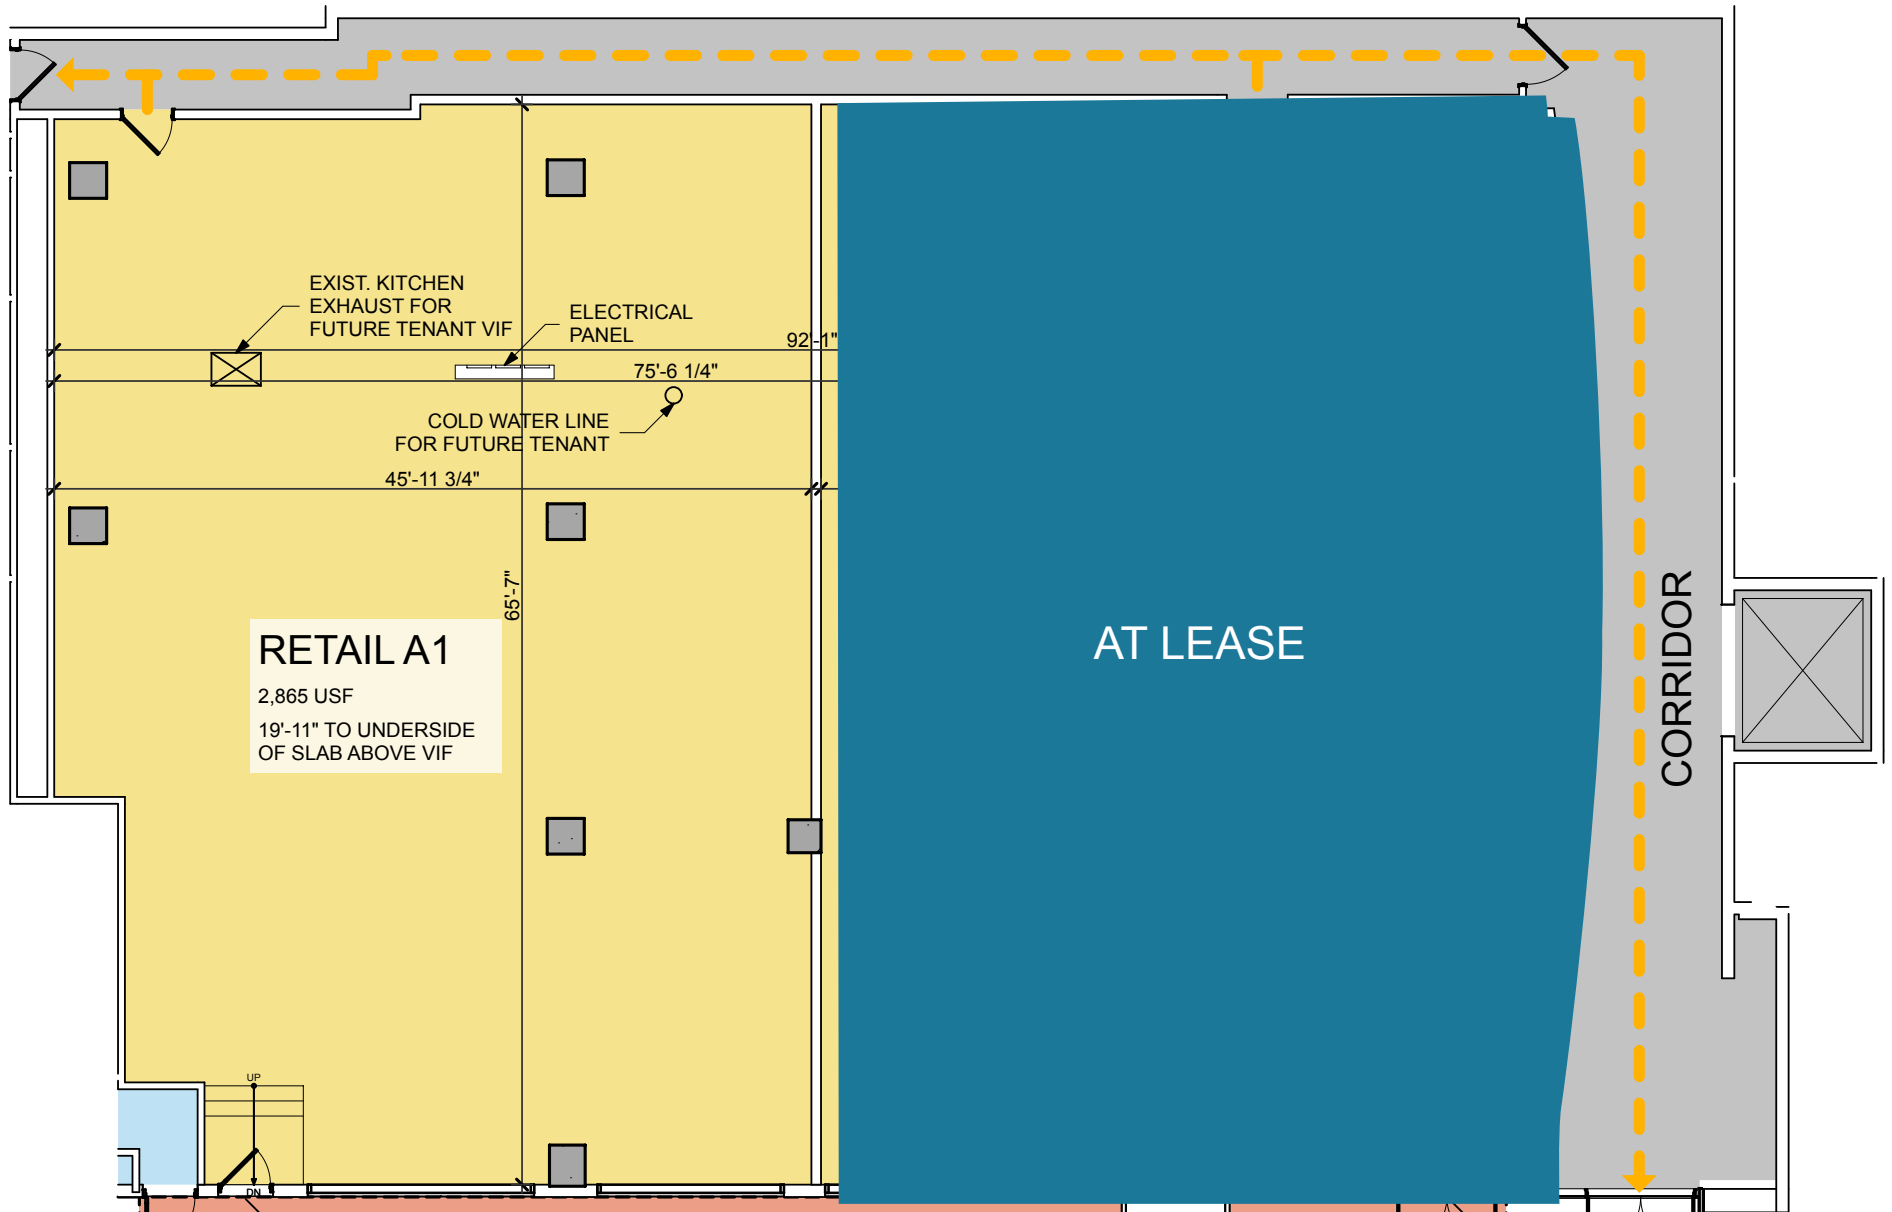 EXIST. KITCHEN
EXHAUST FOR
FUTURE TENANT VIF
ELECTRICAL
PANEL
92'-1"
75'-6 1/4"
COLD WATER LINE
FOR FUTURE TENANT
45'-11 3/4"
65'-7"
RETAIL A1
2,865 USF
19'-11" TO UNDERSIDE
OF SLAB ABOVE VIF
AT LEASE
CORRIDOR
UP
DN